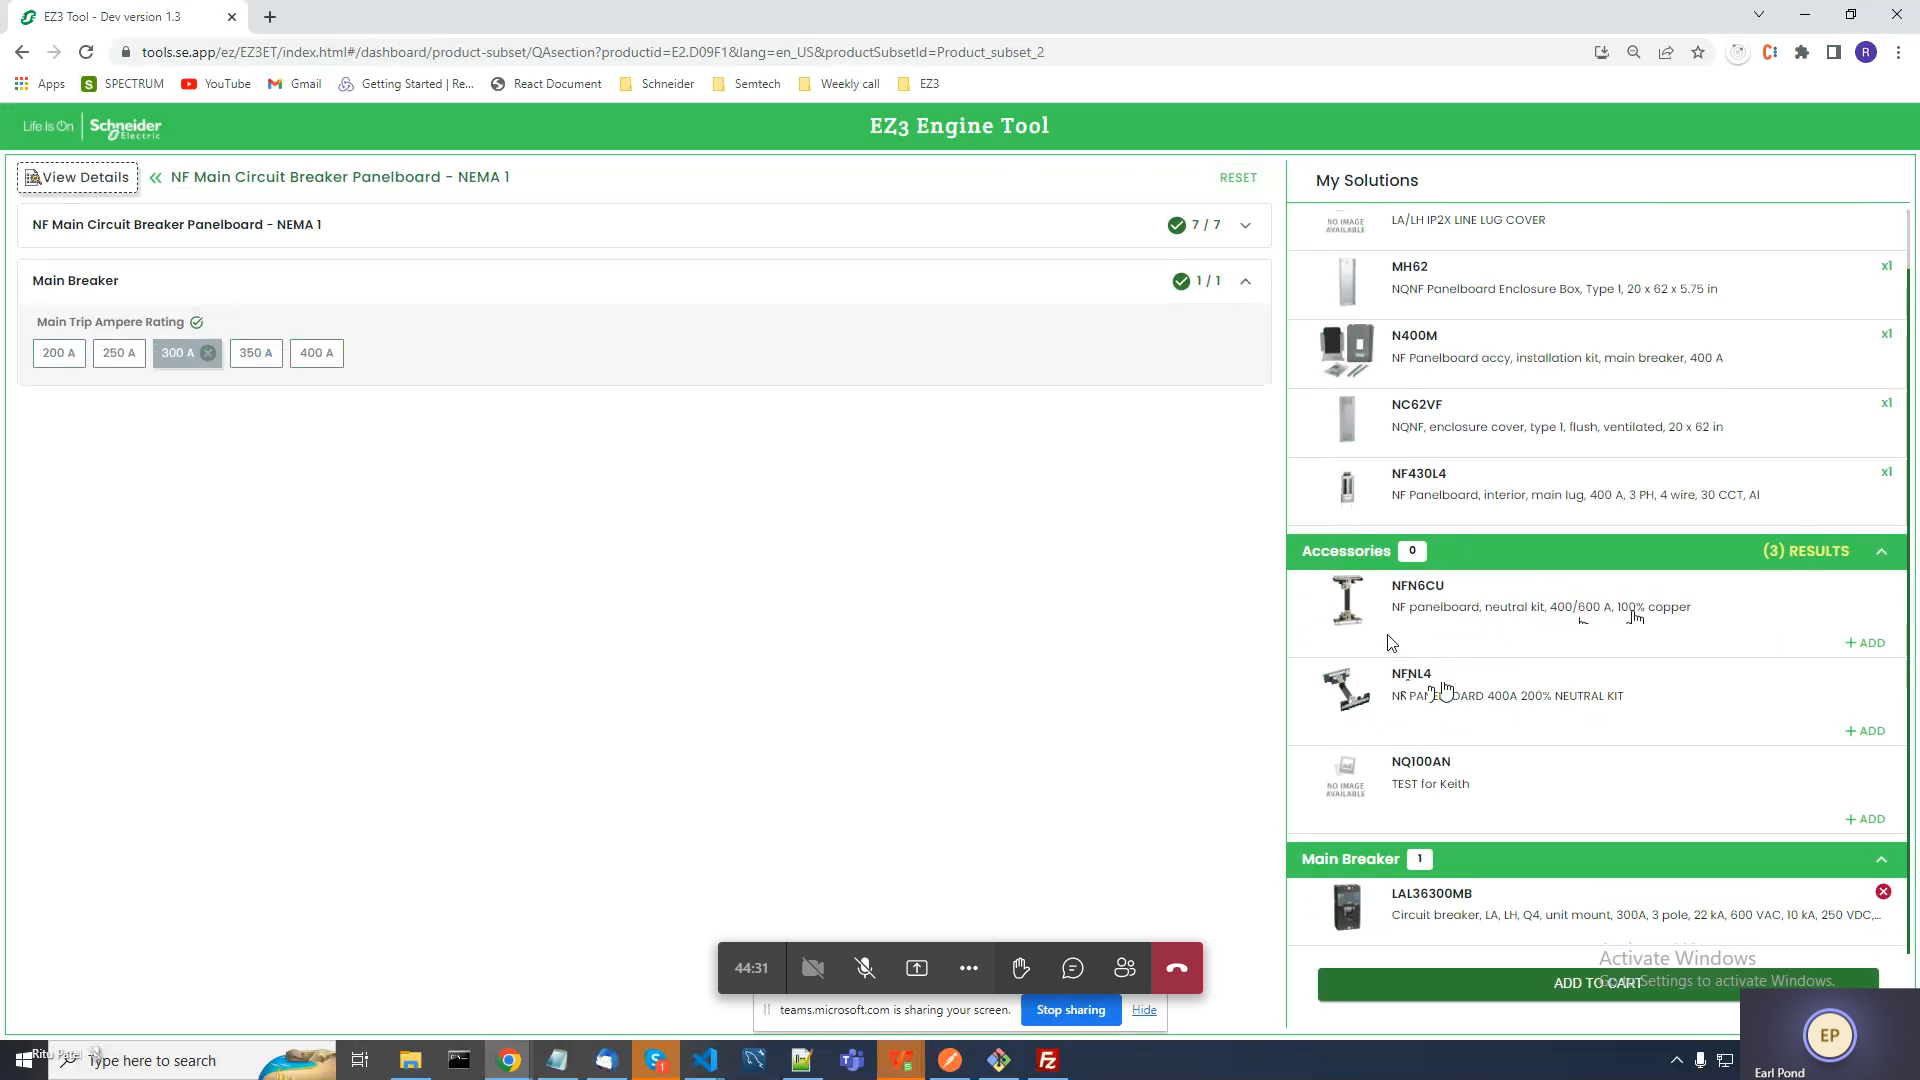 EZ3 Tool - Dev version 1.3
tools.se.app/ez/EZ3ET/index.html#/dashboard/product-subset/QAsection?productid=E2.D09F1&lang=en_US&productSubsetId=Product_subset_2
R
Apps
SPECTRUM
YouTube
Gmail
Getting Started | Re...
React Document
Schneider
Semtech
Weekly call
EZ3
Life Is On
Schneider Electric
EZ3 Engine Tool
View Details
NF Main Circuit Breaker Panelboard - NEMA 1
RESET
NF Main Circuit Breaker Panelboard - NEMA 1
7 / 7
Main Breaker
1 / 1
Main Trip Ampere Rating
200 A
250 A
300 A
350 A
400 A
My Solutions
NO IMAGE AVAILABLE
LA/LH IP2X LINE LUG COVER
MH62
x1
NQNF Panelboard Enclosure Box, Type 1, 20 x 62 x 5.75 in
N400M
x1
NF Panelboard accy, installation kit, main breaker, 400 A
NC62VF
x1
NQNF, enclosure cover, type 1, flush, ventilated, 20 x 62 in
NF430L4
x1
NF Panelboard, interior, main lug, 400 A, 3 PH, 4 wire, 30 CCT, Al
Accessories 0
(3) RESULTS
NFN6CU
NF panelboard, neutral kit, 400/600 A, 100% copper
+ ADD
NFNL4
NF PANELBOARD 400A 200% NEUTRAL KIT
+ ADD
NQ100AN
TEST for Keith
NO IMAGE AVAILABLE
+ ADD
Main Breaker 1
LAL36300MB
Circuit breaker, LA, LH, Q4, unit mount, 300A, 3 pole, 22 kA, 600 VAC, 10 kA, 250 VDC,...
Activate Windows
Go to Settings to activate Windows.
ADD TO CART
44:31
teams.microsoft.com is sharing your screen.
Stop sharing
Hide
EP
Earl Pond
Ritu Patel
Type here to search